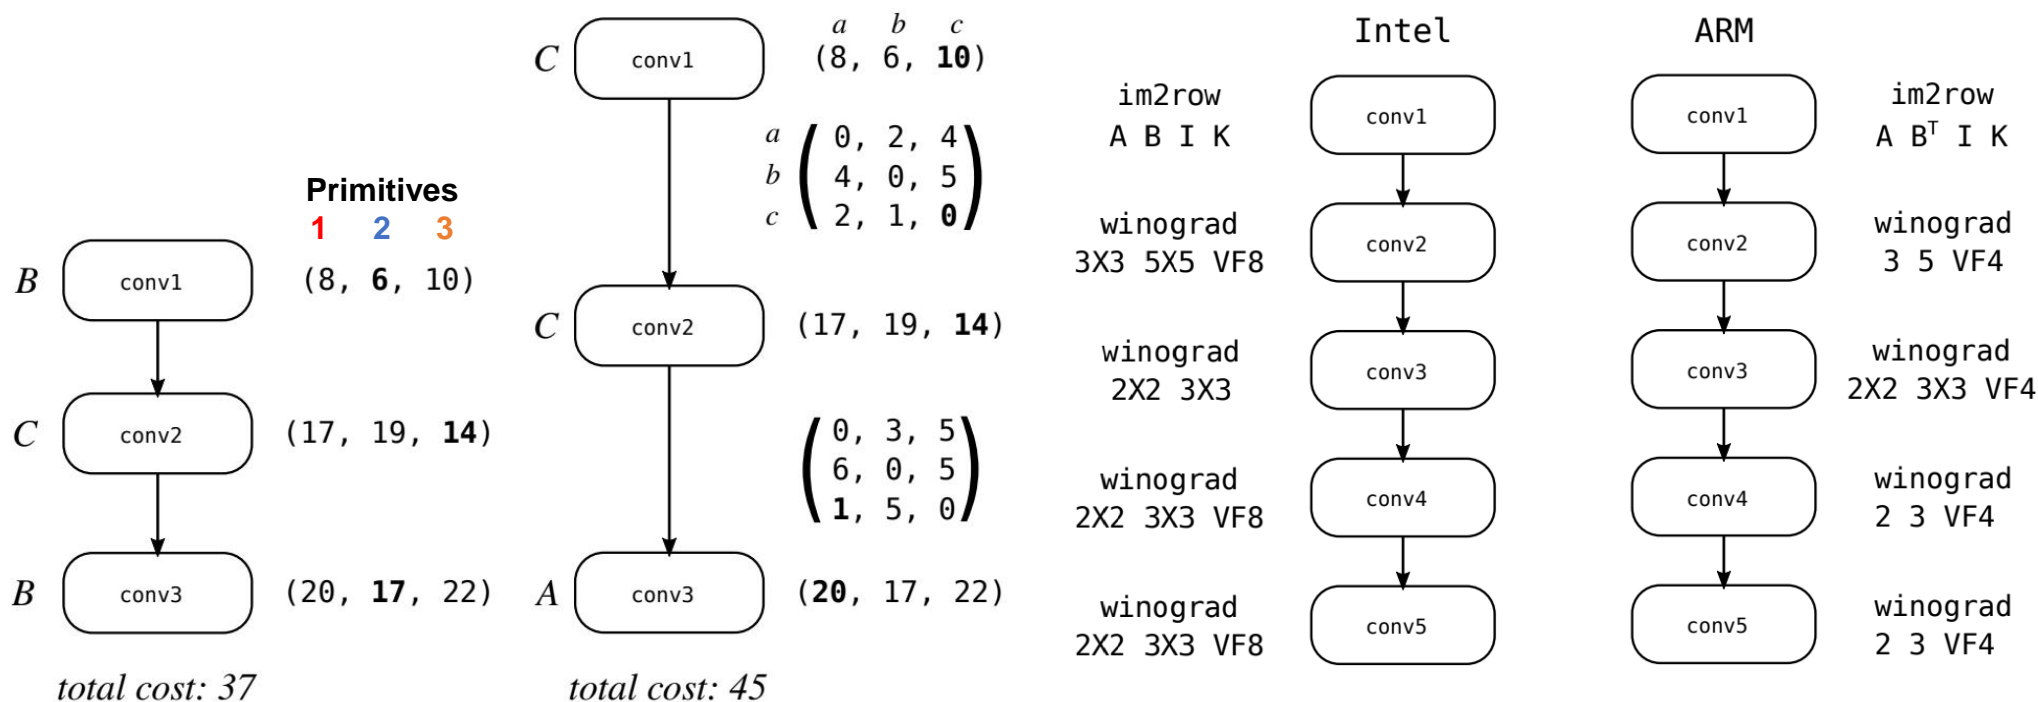 Primitives
1 2 3
B conv1 (8, 6, 10)
C conv2 (17, 19, 14)
B conv3 (20, 17, 22)
total cost: 37
a b c
C conv1 (8, 6, 10)
a 0, 2, 4
b 4, 0, 5
c 2, 1, 0
C conv2 (17, 19, 14)
0, 3, 5
6, 0, 5
1, 5, 0
A conv3 (20, 17, 22)
total cost: 45
Intel
im2row
A B I K
conv1
winograd
3X3 5X5 VF8
conv2
winograd
2X2 3X3
conv3
winograd
2X2 3X3 VF8
conv4
winograd
2X2 3X3 VF8
conv5
ARM
conv1
im2row
A Bᵀ I K
conv2
winograd
3 5 VF4
conv3
winograd
2X2 3X3 VF4
conv4
winograd
2 3 VF4
conv5
winograd
2 3 VF4